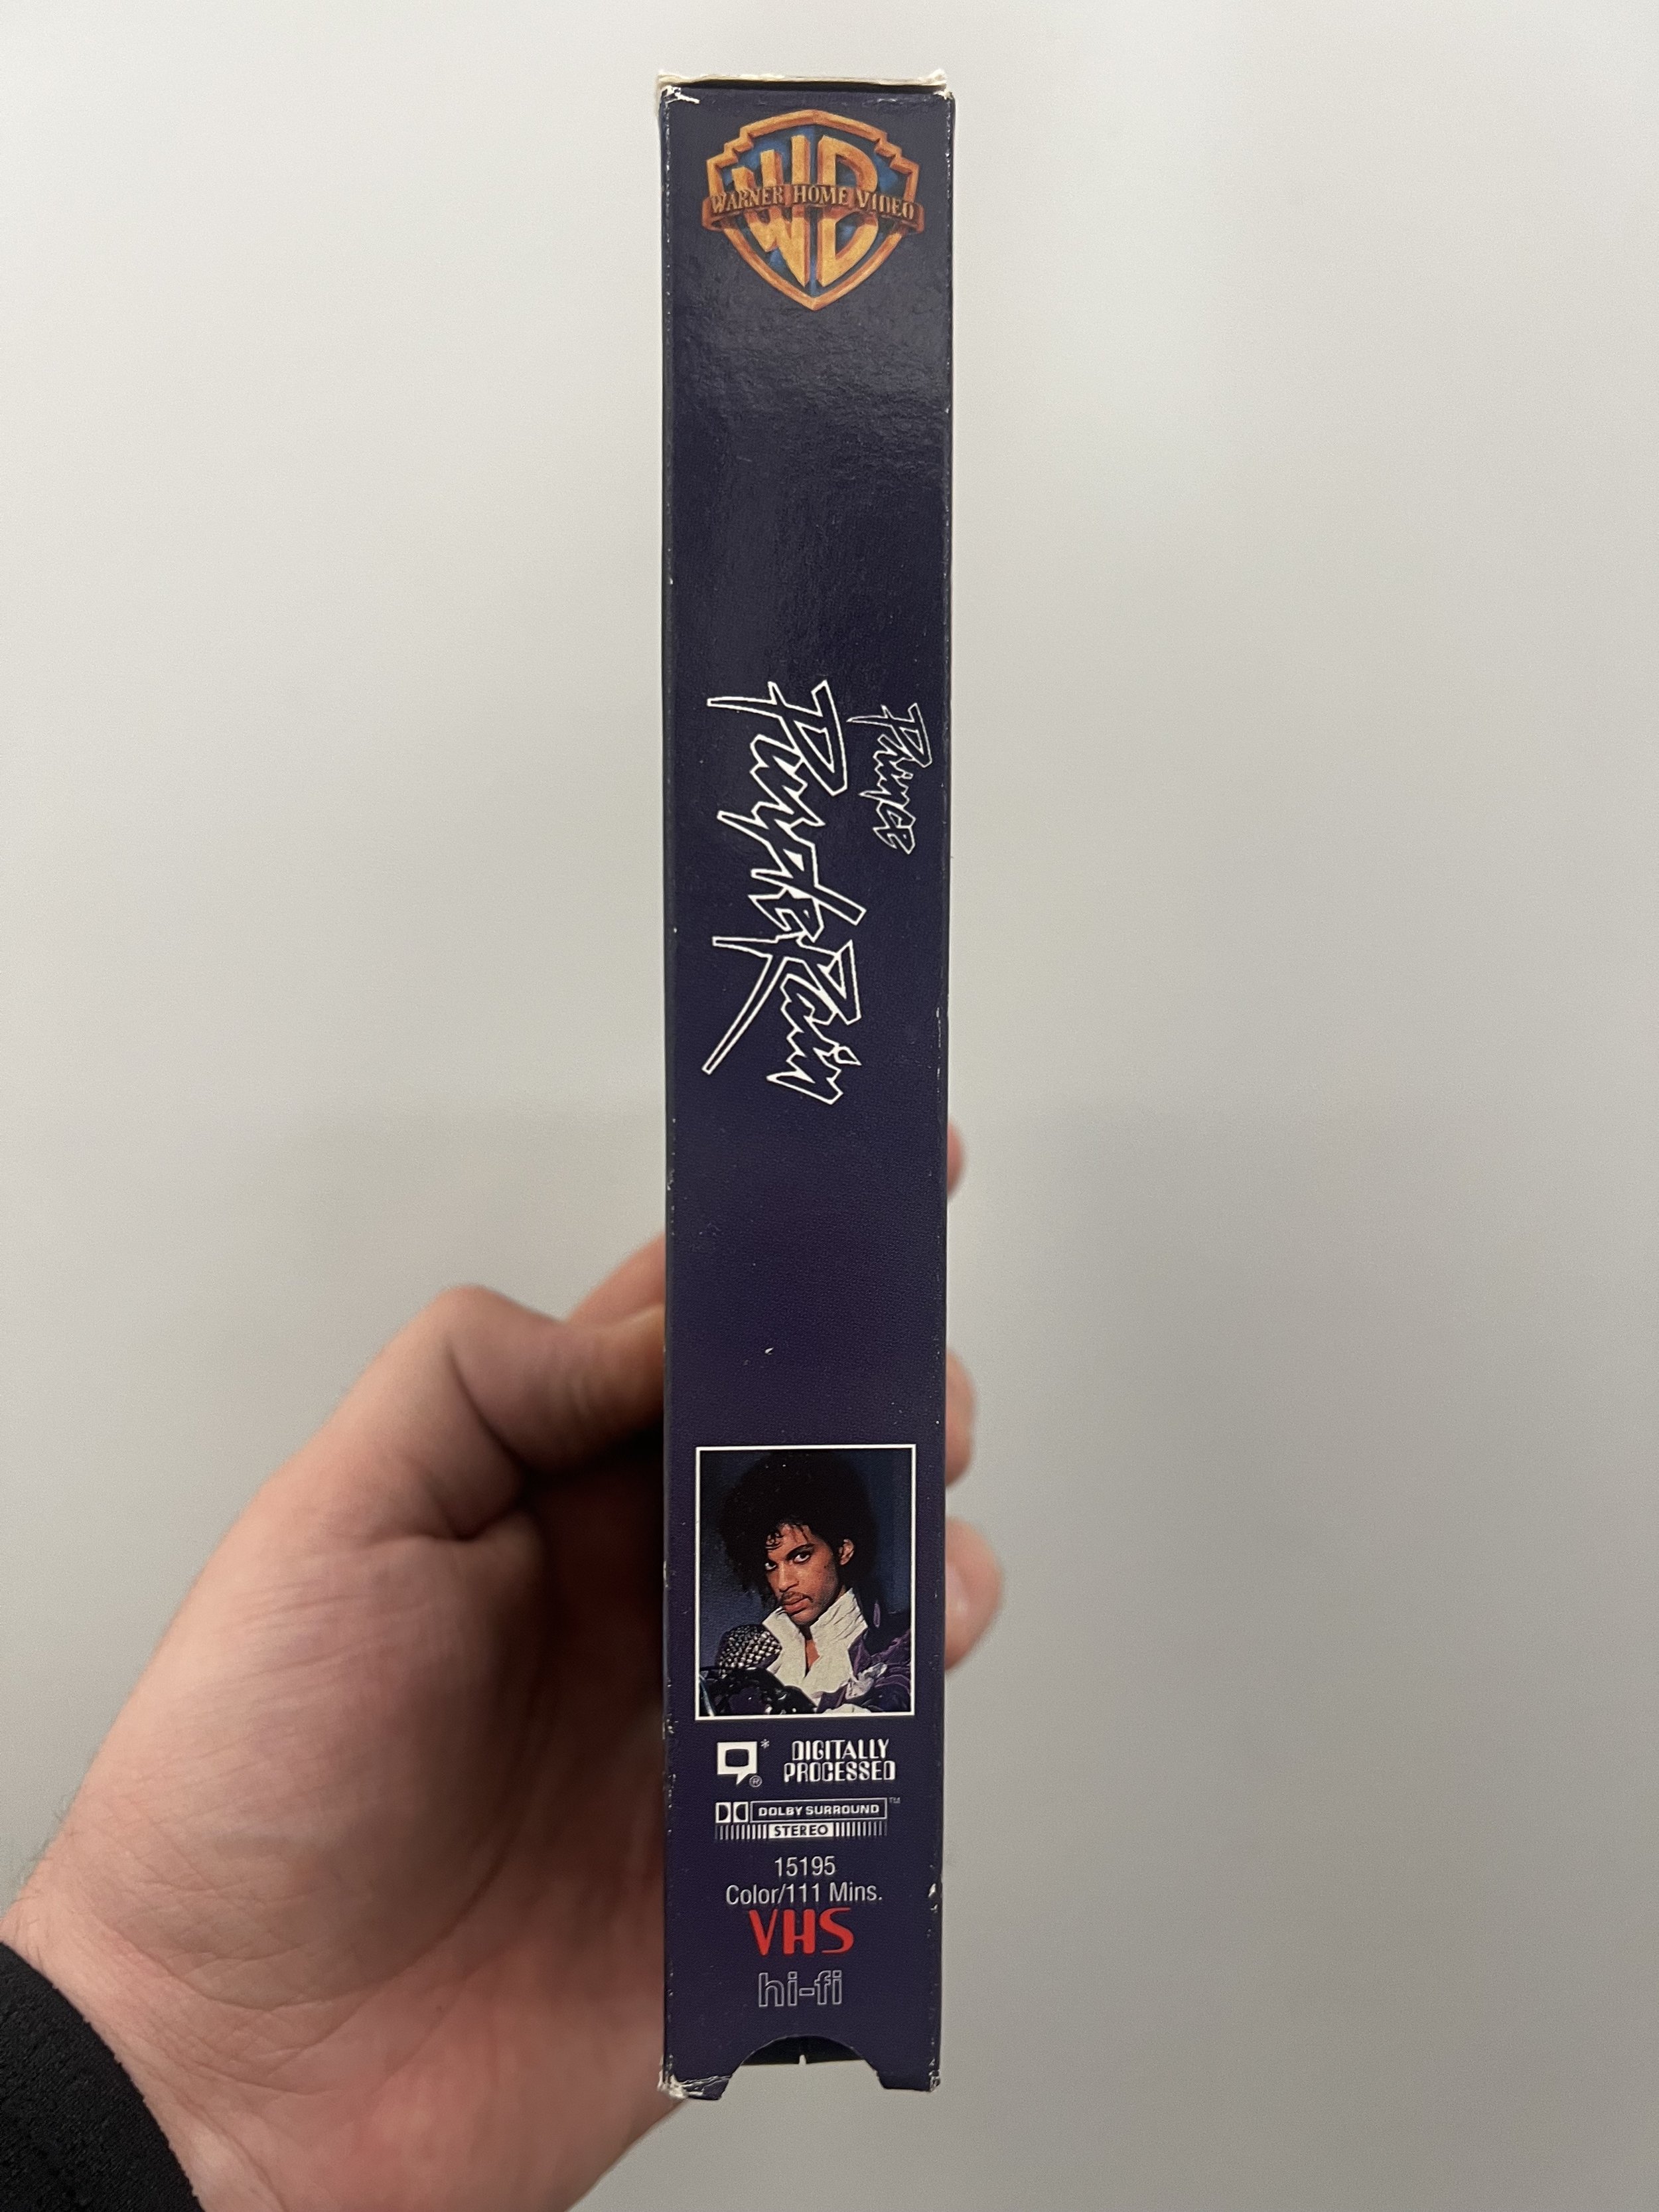 WB
WARNER HOME VIDEO
Prince
Purple Rain
* ®
DIGITALLY
PROCESSED
DOLBY SURROUND ™
STEREO
15195
Color/111 Mins.
VHS
hi-fi